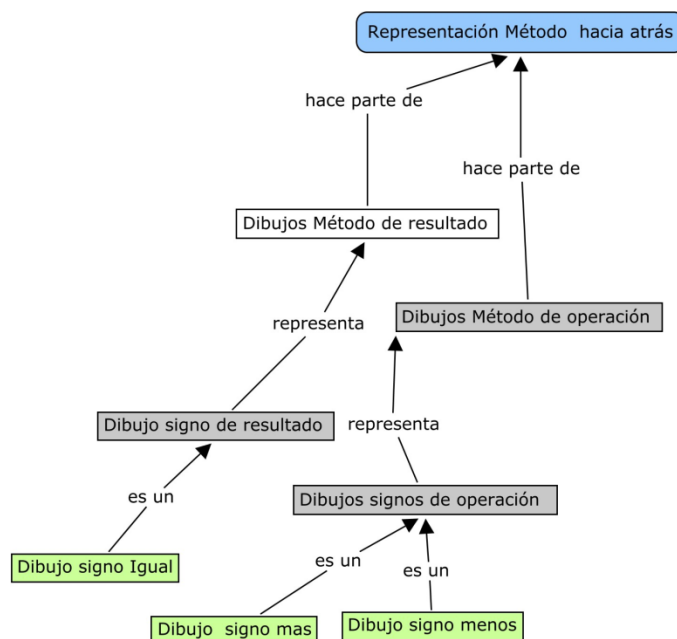 Representación Método  hacia atrás
hace parte de
hace parte de
Dibujos Método de resultado
representa
Dibujos Método de operación
Dibujo signo de resultado
representa
es un
Dibujos signos de operación
Dibujo signo Igual
es un
es un
Dibujo  signo mas
Dibujo signo menos